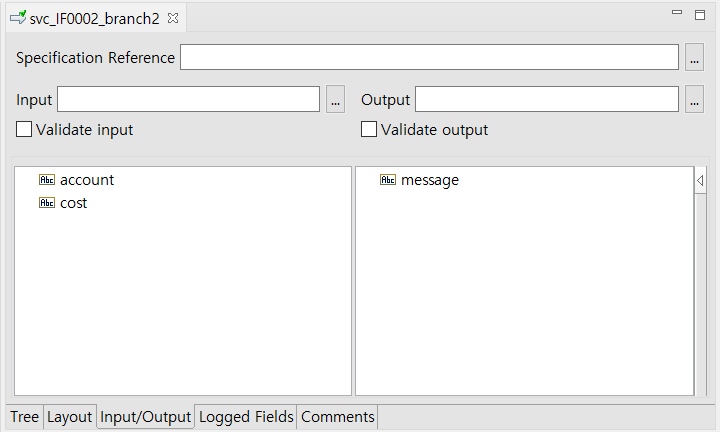 svc_IF0002_branch2
Specification Reference ...
Input ... Output ...
Validate input Validate output
Abc account Abc message
Abc cost
Tree Layout Input/Output Logged Fields Comments